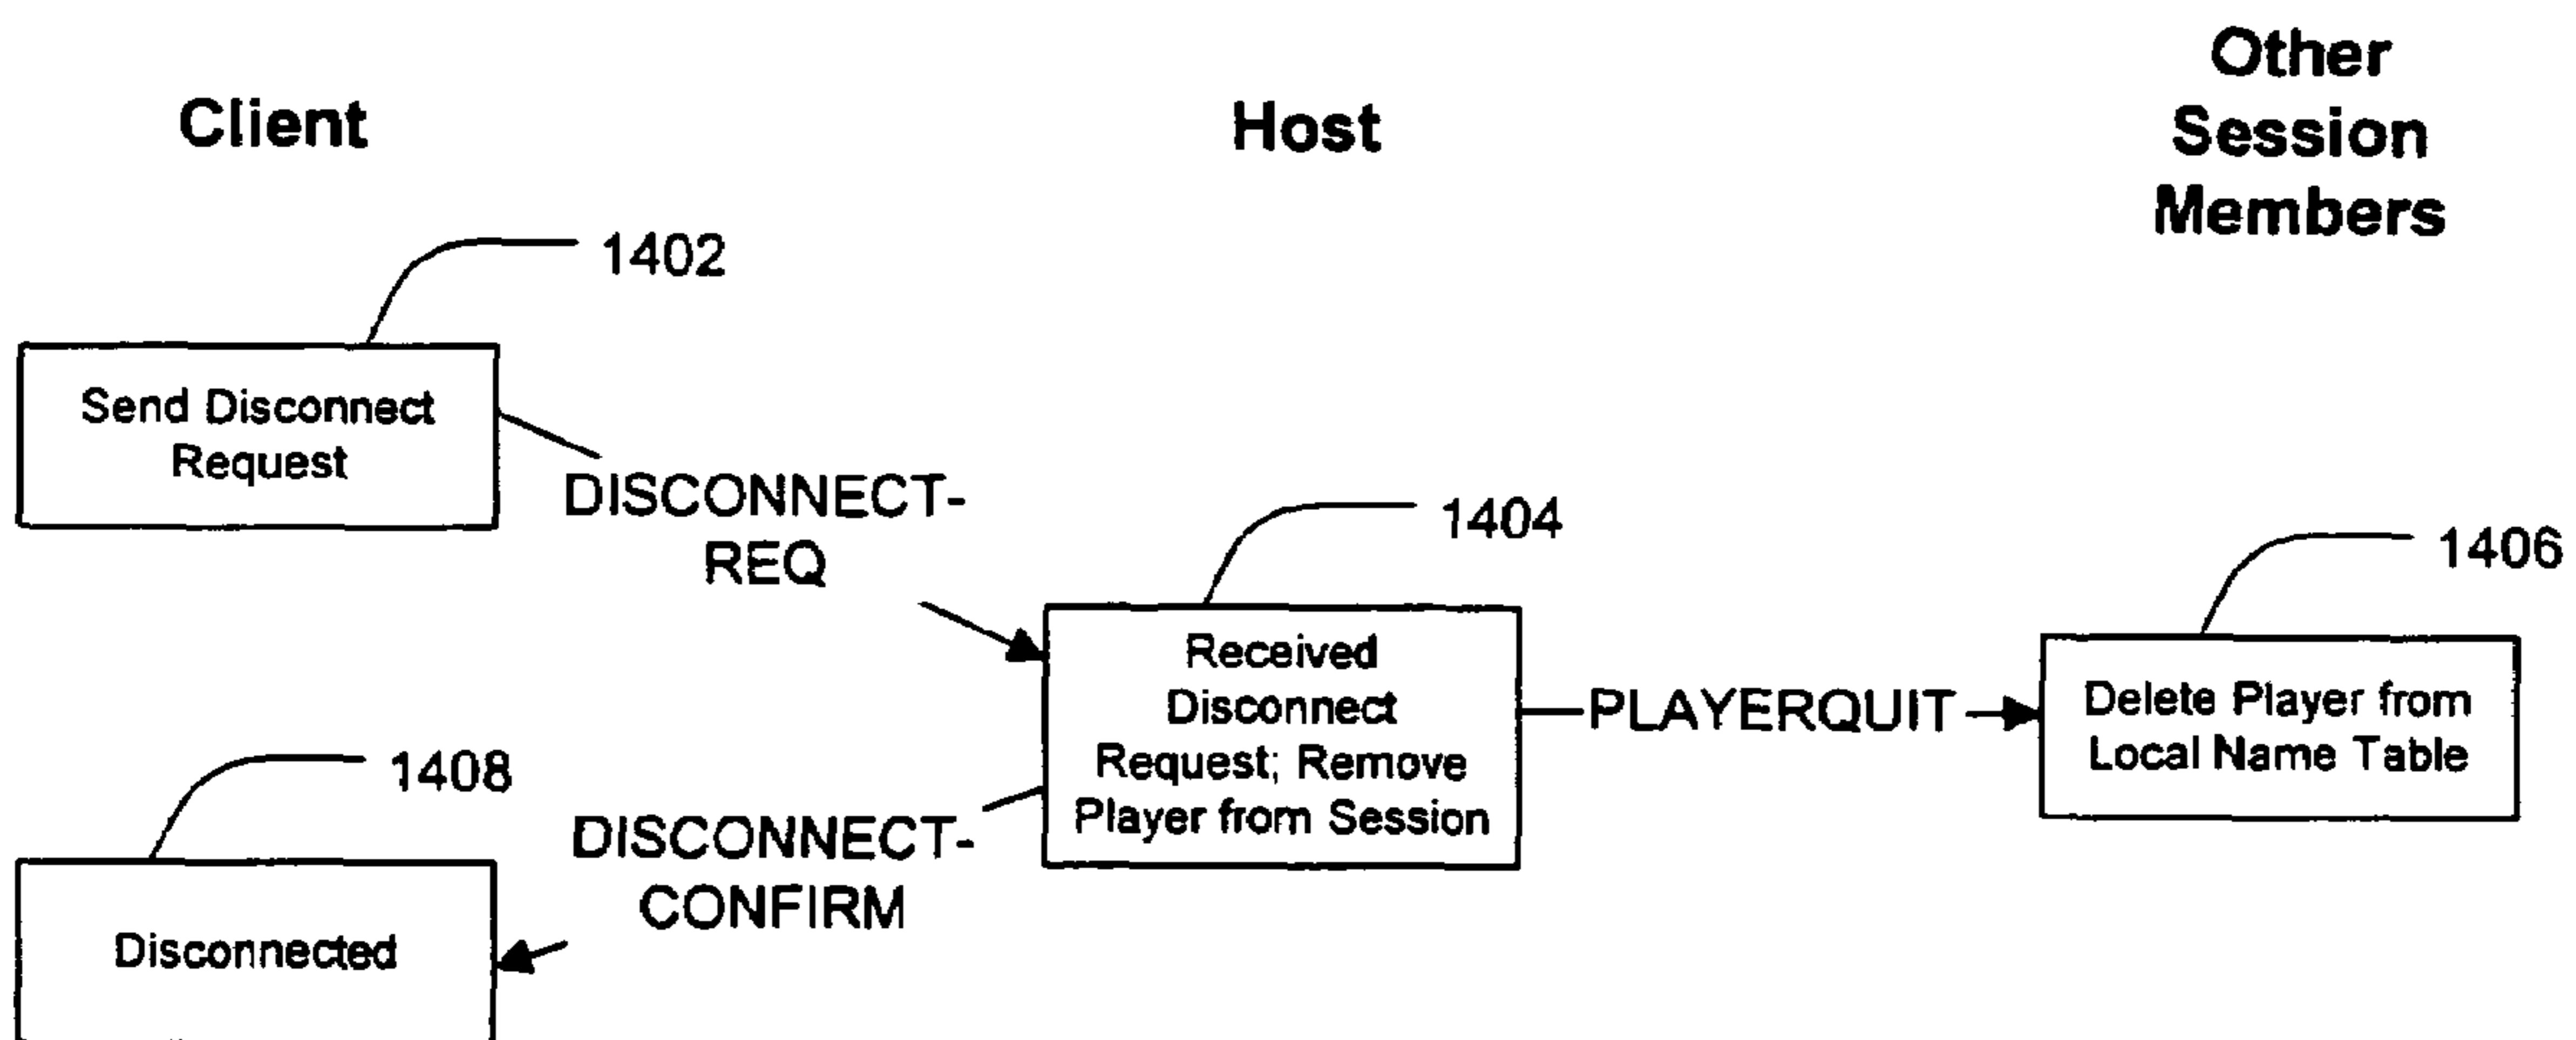 Client
Host
Other
Session
Members
1402
Send Disconnect
Request
DISCONNECT-
REQ
1404
Received
Disconnect
Request; Remove
Player from Session
PLAYERQUIT
1406
Delete Player from
Local Name Table
DISCONNECT-
CONFIRM
1408
Disconnected